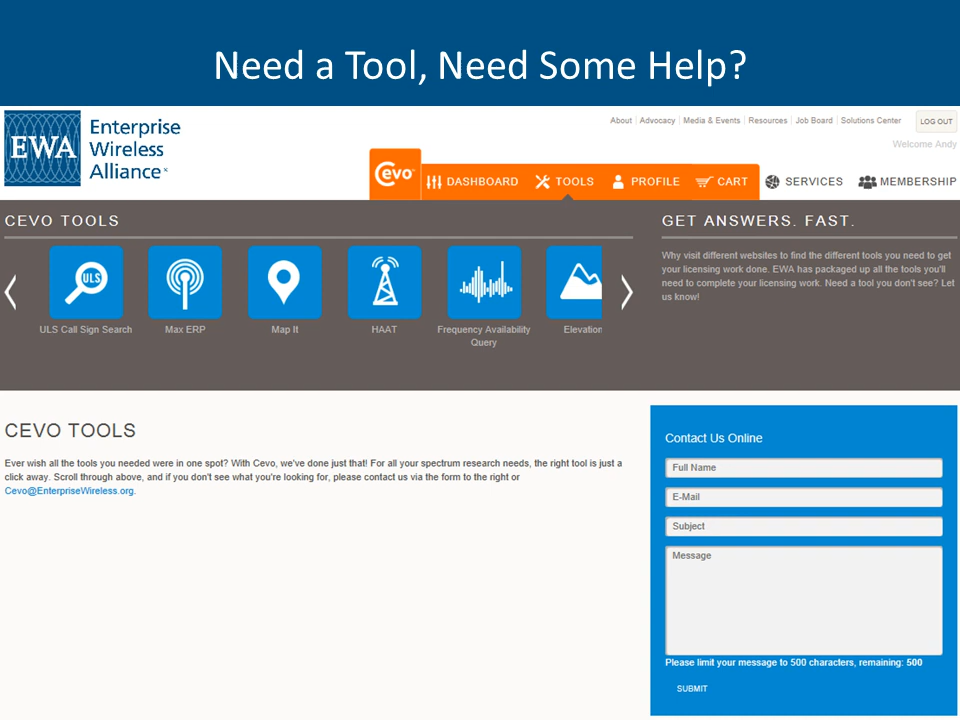 Need a Tool, Need Some Help?
EWA
Enterprise
Wireless
Alliance
About
Advocacy
Media & Events
Resources
Job Board
Solutions Center
LOG OUT
Welcome Andy
Cevo
DASHBOARD
TOOLS
PROFILE
CART
SERVICES
MEMBERSHIP
CEVO TOOLS
ULS
ULS Call Sign Search
Max ERP
Map It
HAAT
Frequency Availability
Query
Elevation
GET ANSWERS. FAST.
Why visit different websites to find the different tools you need to get
your licensing work done. EWA has packaged up all the tools you'll
need to complete your licensing work. Need a tool you don't see? Let
us know!
CEVO TOOLS
Ever wish all the tools you needed were in one spot? With Cevo, we've done just that! For all your spectrum research needs, the right tool is just a
click away. Scroll through above, and if you don't see what you're looking for, please contact us via the form to the right or
Cevo@EnterpriseWireless.org.
Contact Us Online
Full Name
E-Mail
Subject
Message
Please limit your message to 500 characters, remaining: 500
SUBMIT